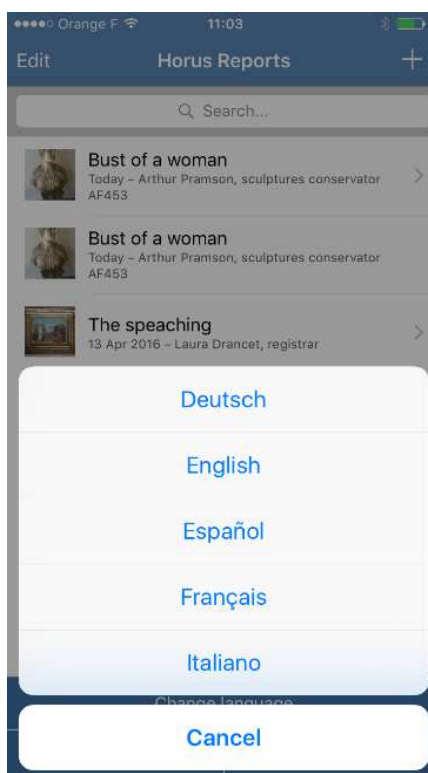 Orange F 11:03
Edit Horus Reports +
Search...
Bust of a woman
Today – Arthur Pramson, sculptures conservator
AF453
Bust of a woman
Today – Arthur Pramson, sculptures conservator
AF453
The speaching
13 Apr 2016 – Laura Drancet, registrar
Deutsch
English
Español
Français
Italiano
Change language
Cancel